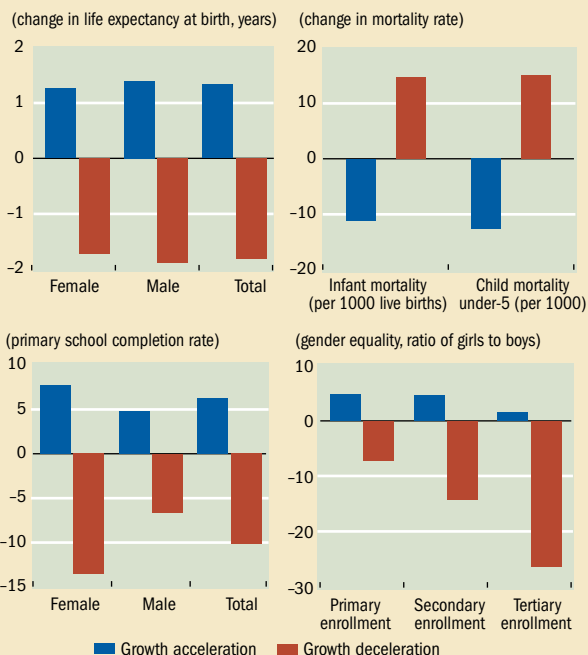 (change in life expectancy at birth, years)
2
1
0
–1
–2
Female Male Total
(change in mortality rate)
20
10
0
–10
–20
Infant mortality
(per 1000 live births)
Child mortality
under-5 (per 1000)
(primary school completion rate)
10
5
0
–5
–10
–15
Female Male Total
(gender equality, ratio of girls to boys)
10
0
–10
–20
–30
Primary
enrollment
Secondary
enrollment
Tertiary
enrollment
Growth acceleration Growth deceleration